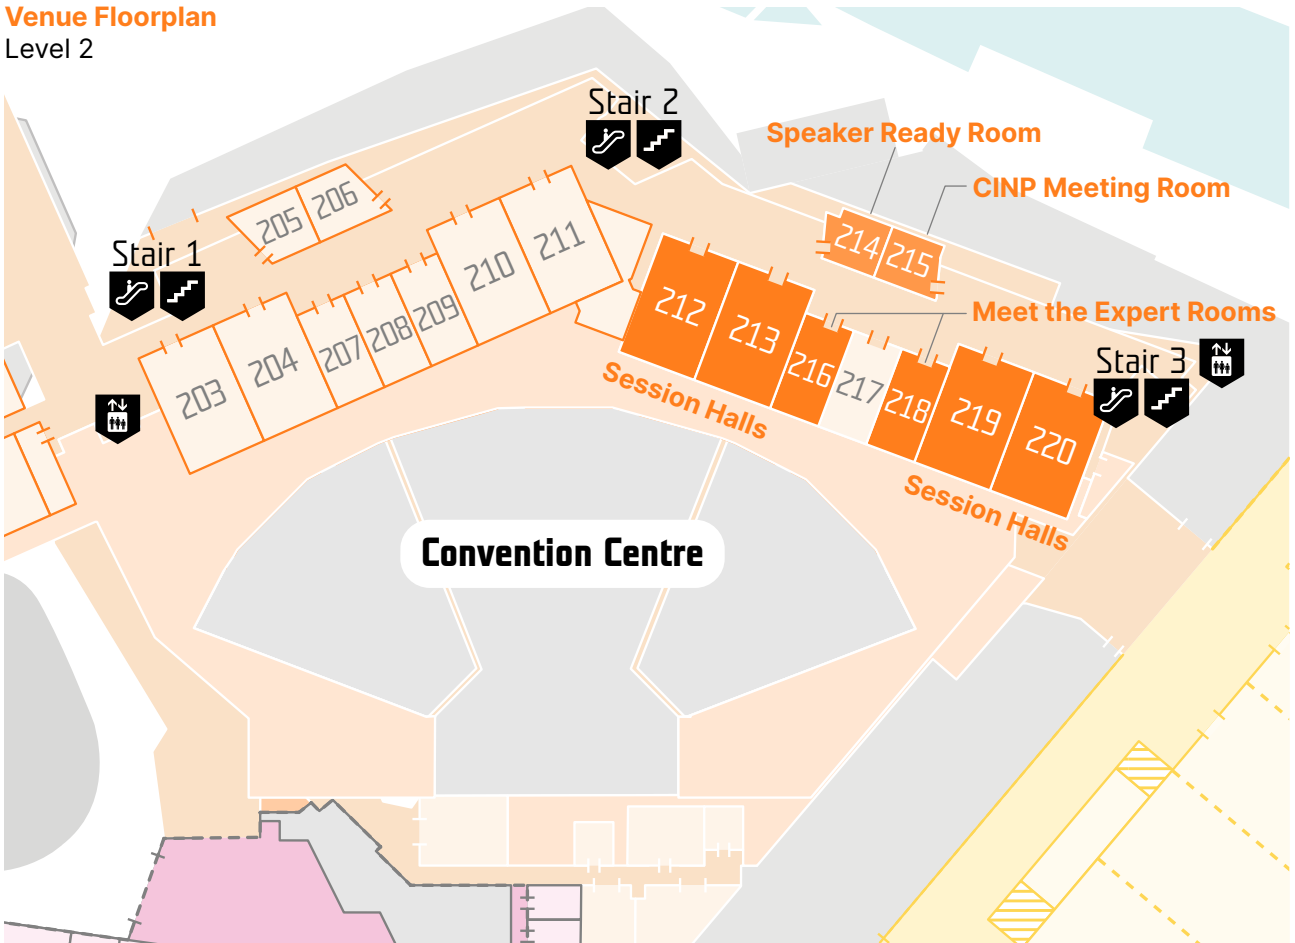 Venue Floorplan
Level 2
Stair 2
Speaker Ready Room
CINP Meeting Room
205
206
211
214
215
Stair 1
210
212
213
Meet the Expert Rooms
203
204
207
208
209
216
217
218
219
220
Stair 3
Session Halls
Session Halls
Convention Centre